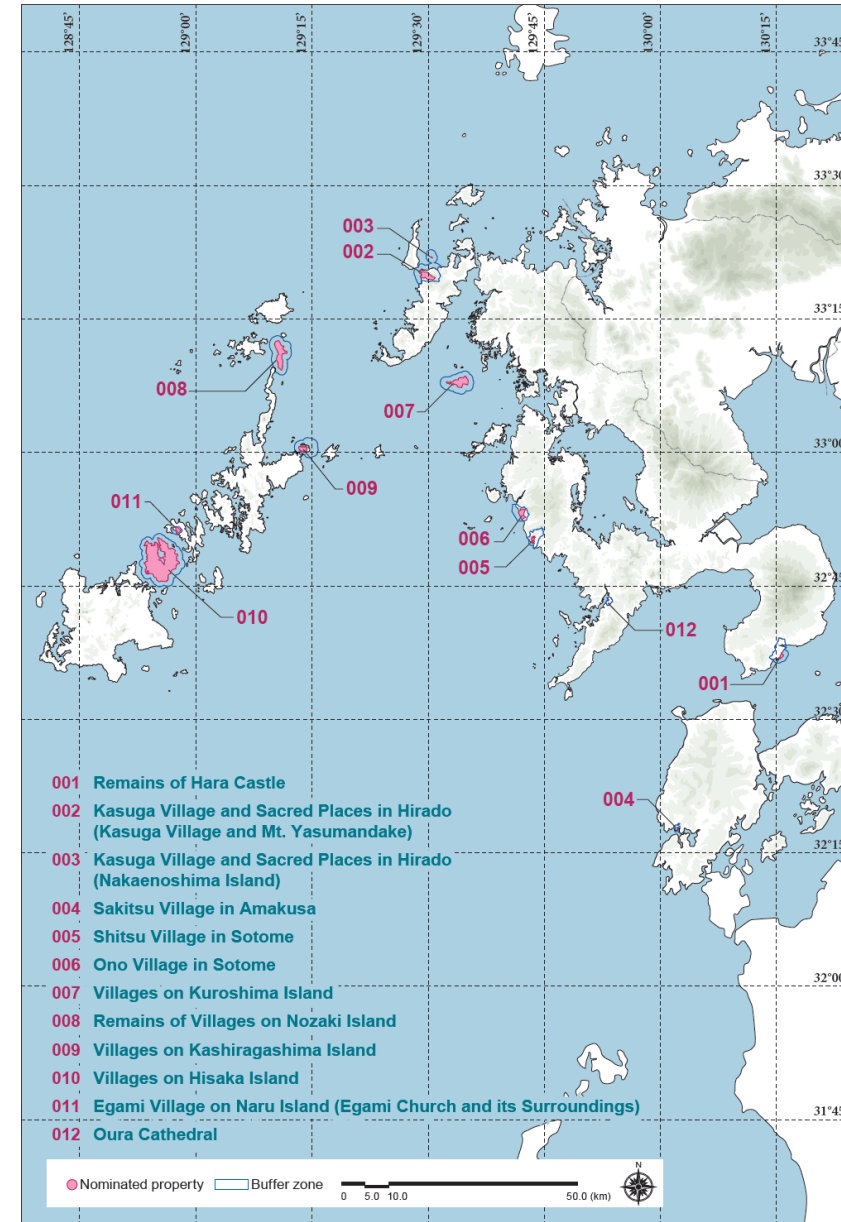 128°45'
129°00'
129°15'
129°30'
129°45'
130°00'
130°15'
33°45
33°30
003
002
33°15
008
007
33°00
009
011
006
005
32°45
010
012
001
32°30
004
32°15
32°00
31°45
001 Remains of Hara Castle
002 Kasuga Village and Sacred Places in Hirado
(Kasuga Village and Mt. Yasumandake)
003 Kasuga Village and Sacred Places in Hirado
(Nakaenoshima Island)
004 Sakitsu Village in Amakusa
005 Shitsu Village in Sotome
006 Ono Village in Sotome
007 Villages on Kuroshima Island
008 Remains of Villages on Nozaki Island
009 Villages on Kashiragashima Island
010 Villages on Hisaka Island
011 Egami Village on Naru Island (Egami Church and its Surroundings)
012 Oura Cathedral
Nominated property Buffer zone
0 5.0 10.0 50.0 (km)
N